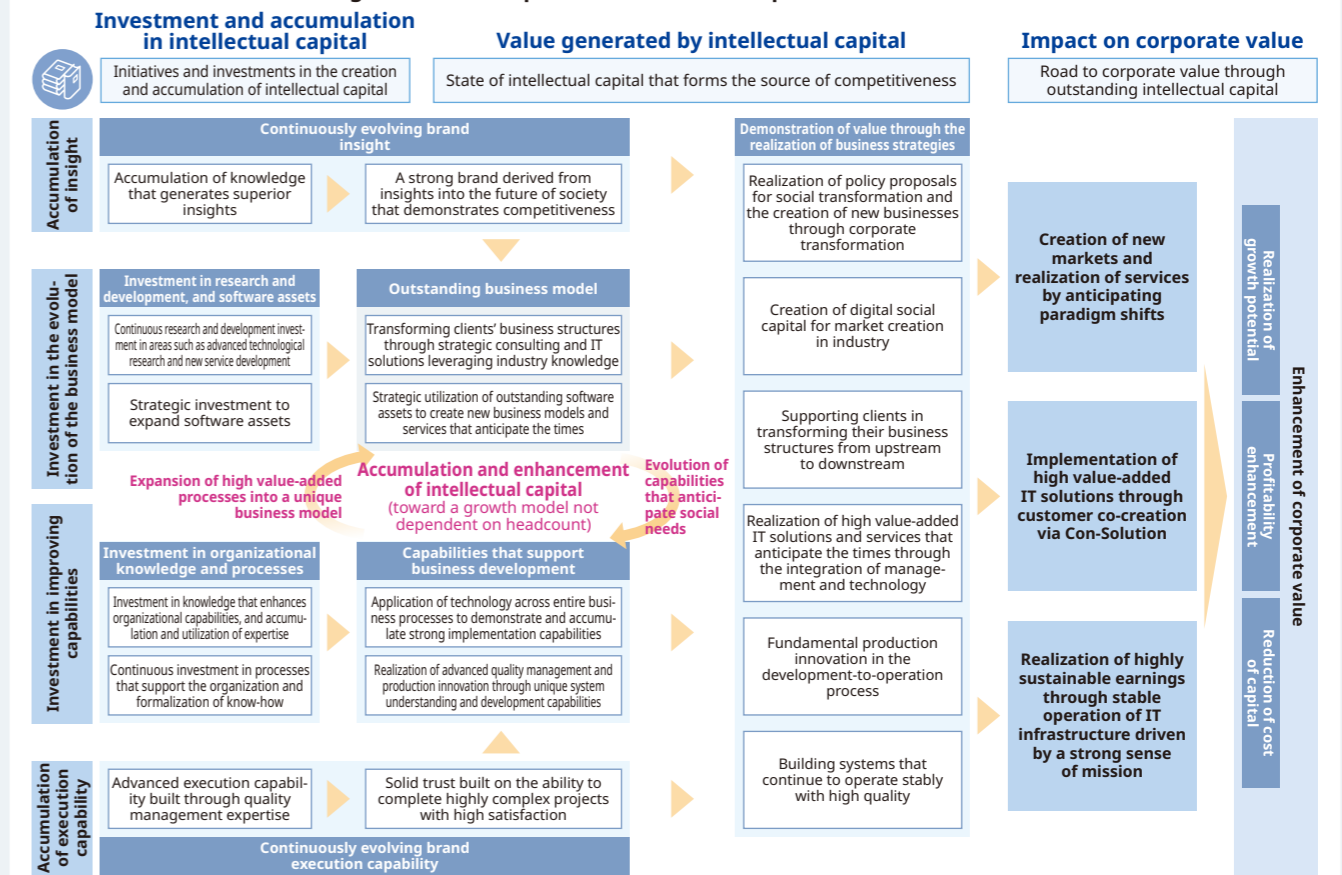 Investment and accumulation
in intellectual capital
Value generated by intellectual capital
Impact on corporate value
Initiatives and investments in the creation
and accumulation of intellectual capital
State of intellectual capital that forms the source of competitiveness
Road to corporate value through
outstanding intellectual capital
Accumulation
of insight
Continuously evolving brand
insight
Accumulation of knowledge
that generates superior
insights
A strong brand derived from
insights into the future of society
that demonstrates competitiveness
Investment in the evolu-
tion of the business model
Investment in research and
development, and software assets
Continuous research and development invest-
ment in areas such as advanced technological
research and new service development
Strategic investment to
expand software assets
Outstanding business model
Transforming clients’ business structures
through strategic consulting and IT
solutions leveraging industry knowledge
Strategic utilization of outstanding software
assets to create new business models and
services that anticipate the times
Expansion of high value-added
processes into a unique
business model
Accumulation and enhancement
of intellectual capital
(toward a growth model not
dependent on headcount)
Evolution of
capabilities
that antici-
pate social
needs
Investment in improving
capabilities
Investment in organizational
knowledge and processes
Investment in knowledge that enhances
organizational capabilities, and accumu-
lation and utilization of expertise
Continuous investment in processes
that support the organization and
formalization of know-how
Capabilities that support
business development
Application of technology across entire busi-
ness processes to demonstrate and accumu-
late strong implementation capabilities
Realization of advanced quality management and
production innovation through unique system
understanding and development capabilities
Accumulation
of execution
capability
Advanced execution capabil-
ity built through quality
management expertise
Solid trust built on the ability to
complete highly complex projects
with high satisfaction
Continuously evolving brand
execution capability
Demonstration of value through the
realization of business strategies
Realization of policy proposals
for social transformation and
the creation of new businesses
through corporate
transformation
Creation of digital social
capital for market creation
in industry
Supporting clients in
transforming their business
structures from upstream
to downstream
Realization of high value-added
IT solutions and services that
anticipate the times through
the integration of manage-
ment and technology
Fundamental production
innovation in the
development-to-operation
process
Building systems that
continue to operate stably
with high quality
Creation of new
markets and
realization of services
by anticipating
paradigm shifts
Implementation of
high value-added
IT solutions through
customer co-creation
via Con-Solution
Realization of highly
sustainable earnings
through stable
operation of IT
infrastructure driven
by a strong sense
of mission
Realization of
growth potential
Profitability
enhancement
Reduction of cost
of capital
Enhancement of corporate value